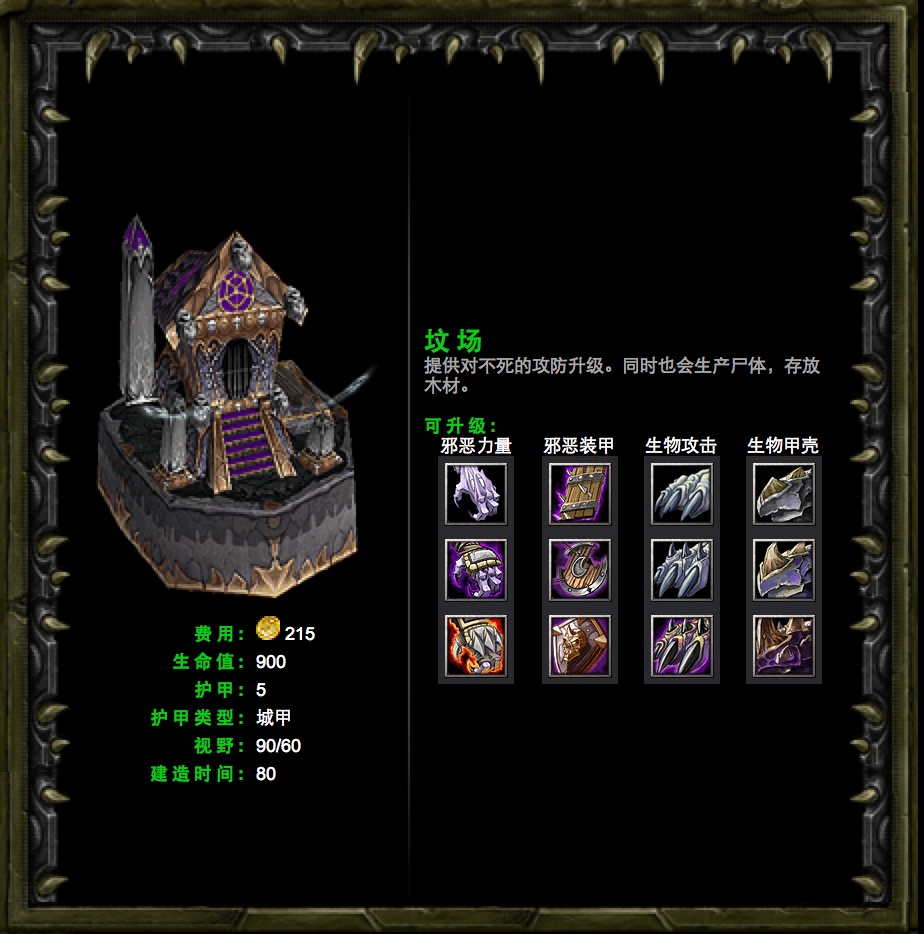 坟场
提供对不死的攻防升级。同时也会生产尸体，存放
木材。
可升级：
邪恶力量 邪恶装甲 生物攻击 生物甲壳
费用： 215
生命值： 900
护甲： 5
护甲类型： 城甲
视野： 90/60
建造时间： 80